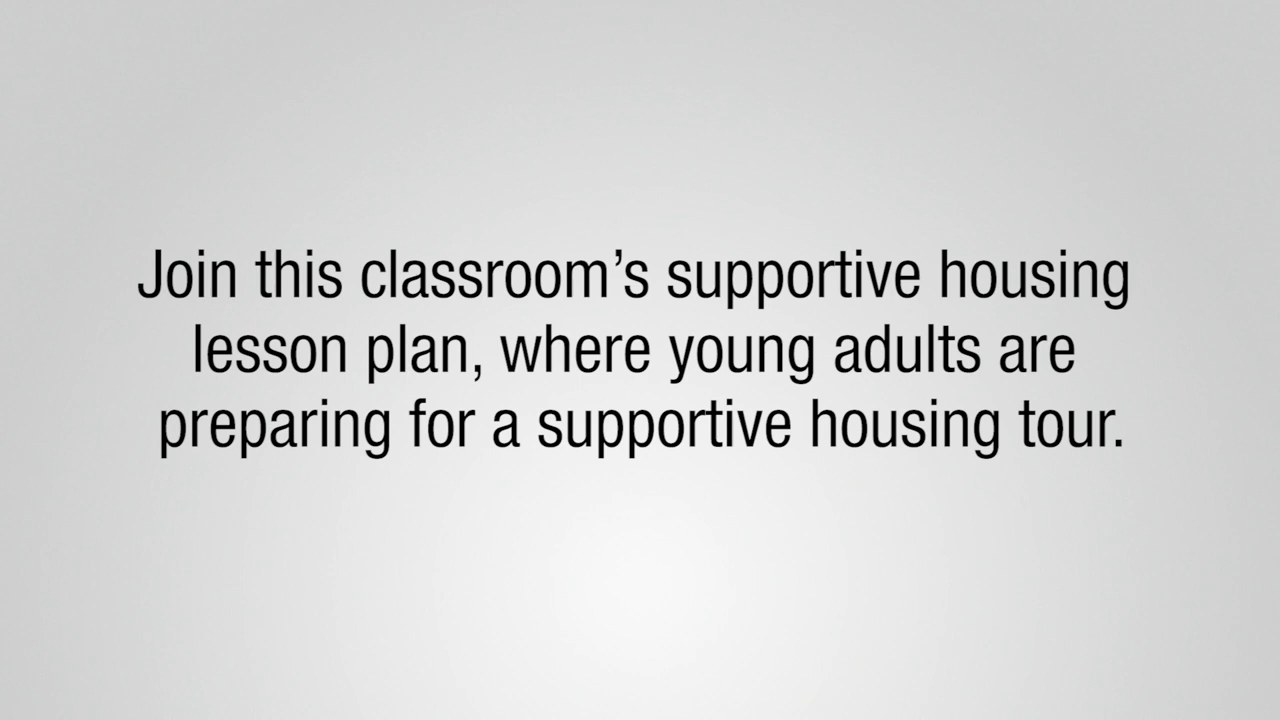 Join this classroom’s supportive housing
lesson plan, where young adults are
preparing for a supportive housing tour.